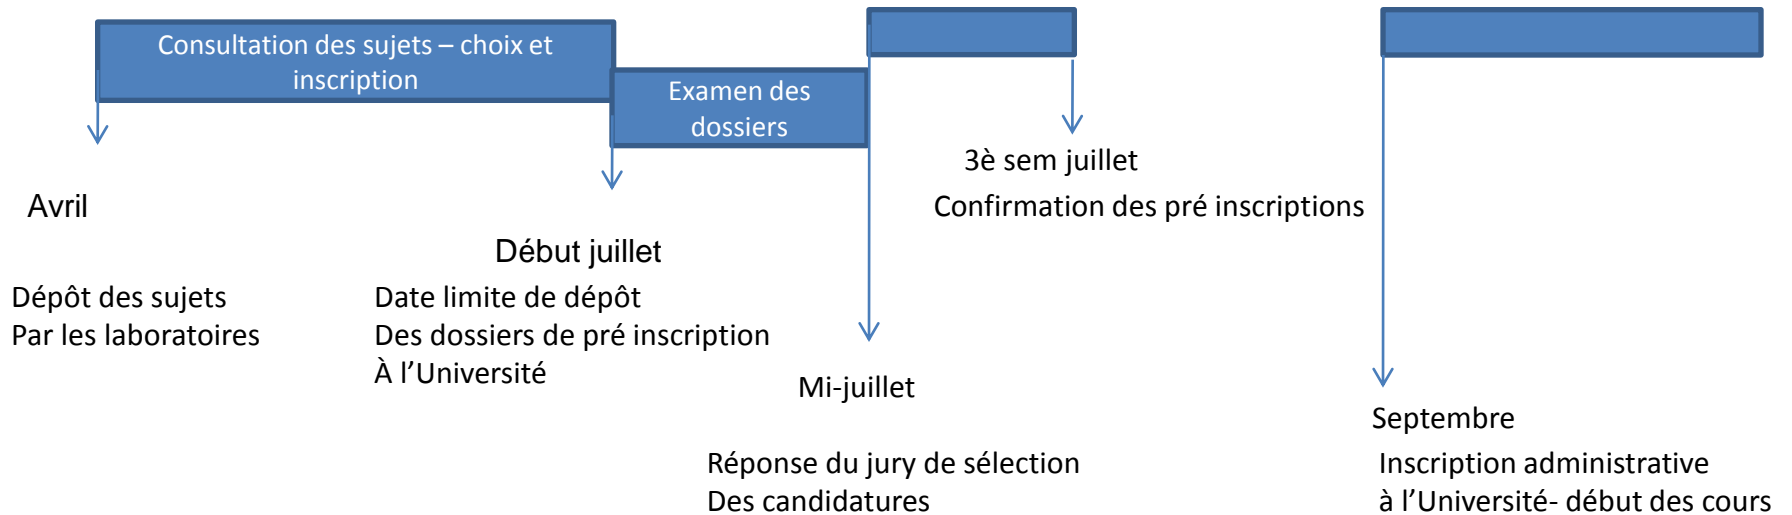 Consultation des sujets – choix et
inscription
Examen des
dossiers
Avril
Dépôt des sujets
Par les laboratoires
Début juillet
Date limite de dépôt
Des dossiers de pré inscription
À l’Université
Mi-juillet
Réponse du jury de sélection
Des candidatures
3è sem juillet
Confirmation des pré inscriptions
Septembre
Inscription administrative
à l’Université- début des cours